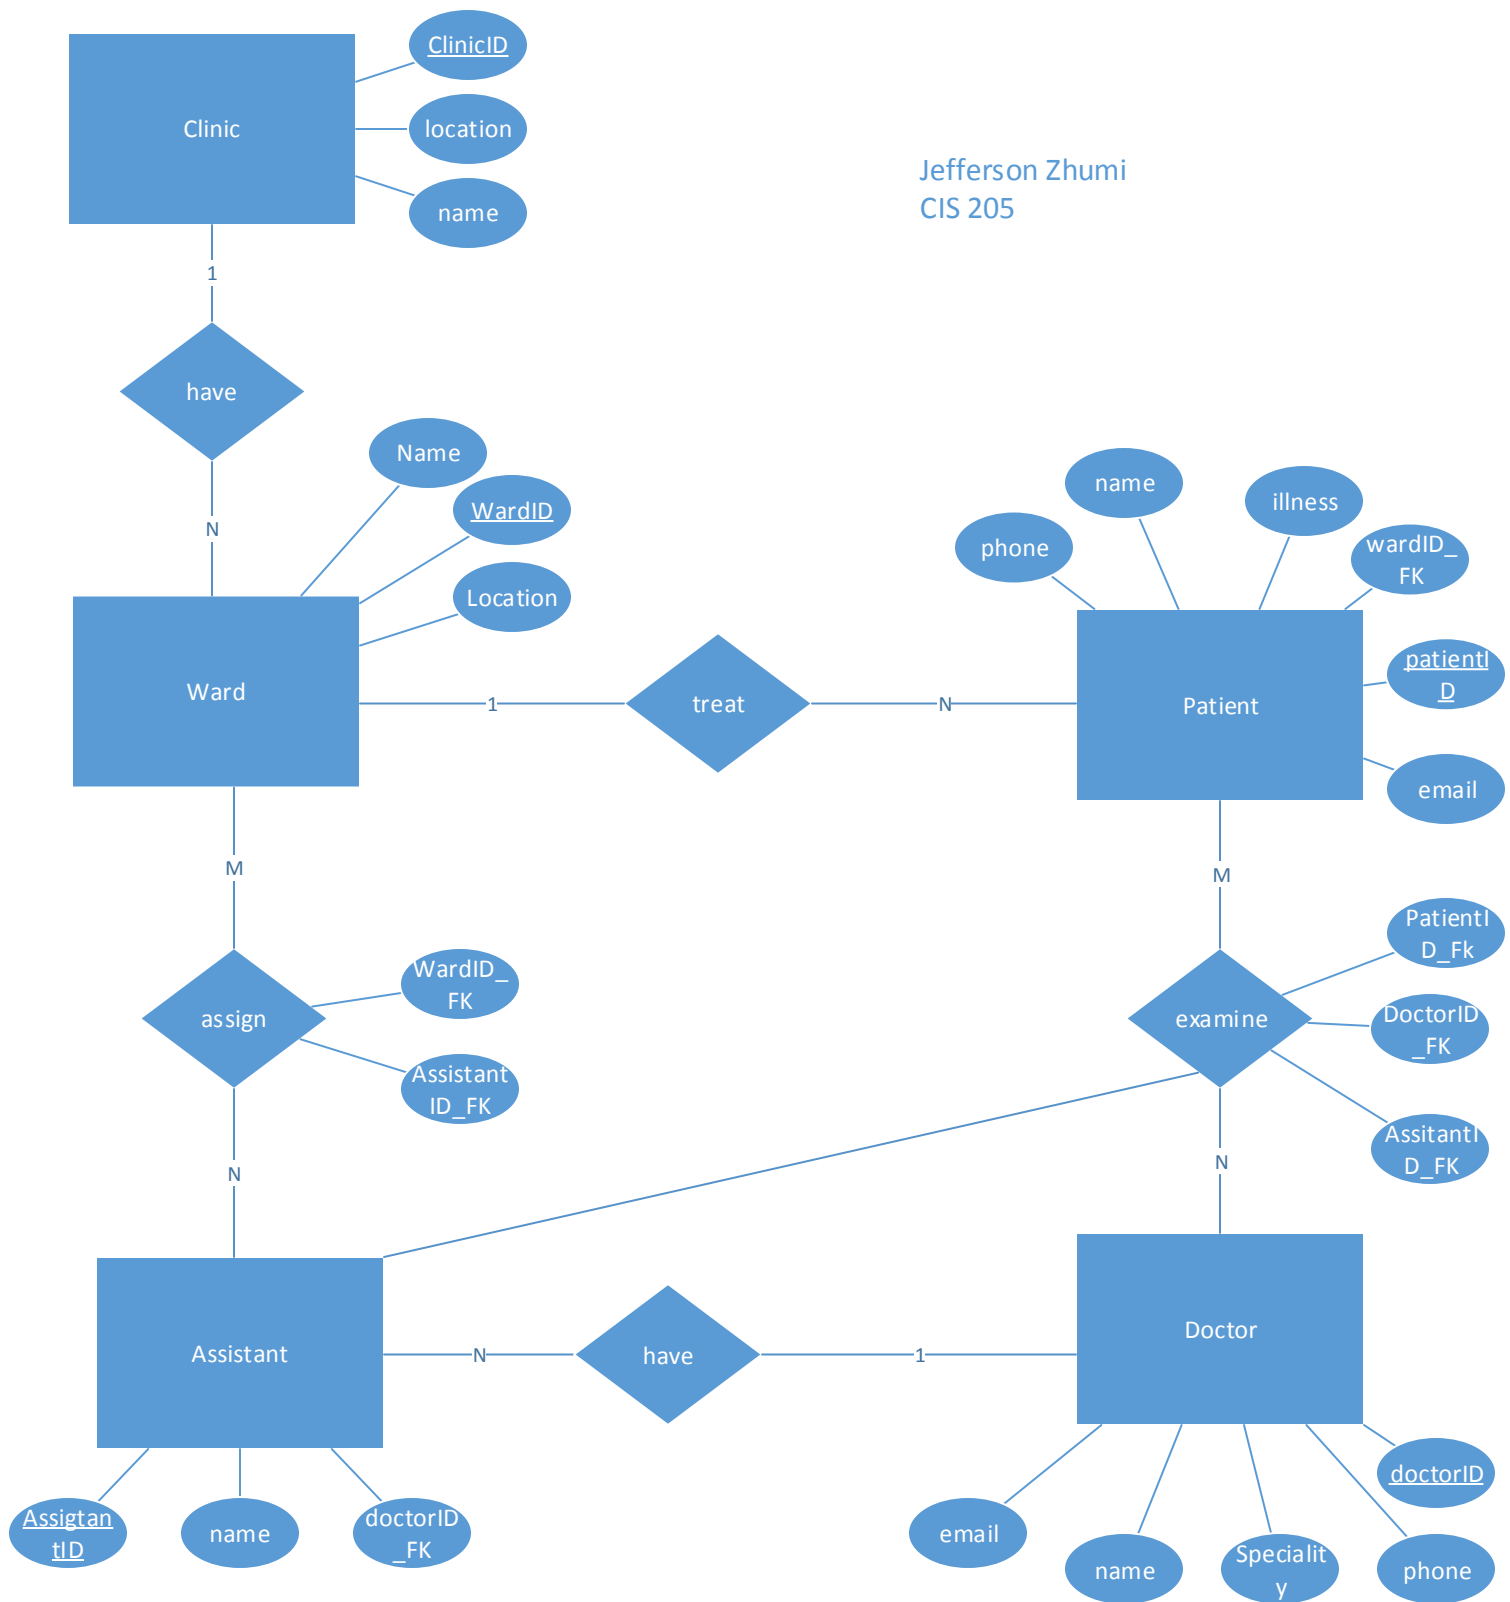 ClinicID
Clinic
location
name
Jefferson Zhumi
CIS 205
1
have
Name
N
WardID
Location
name
illness
phone
wardID_
FK
Ward
1
treat
N
Patient
patientI
D
email
M
M
WardID_
FK
assign
Assistant
ID_FK
PatientI
D_Fk
examine
DoctorID
_FK
AssitantI
D_FK
N
N
Assistant
N
have
1
Doctor
Assigtan
tID
name
doctorID
_FK
email
name
Specialit
y
phone
doctorID